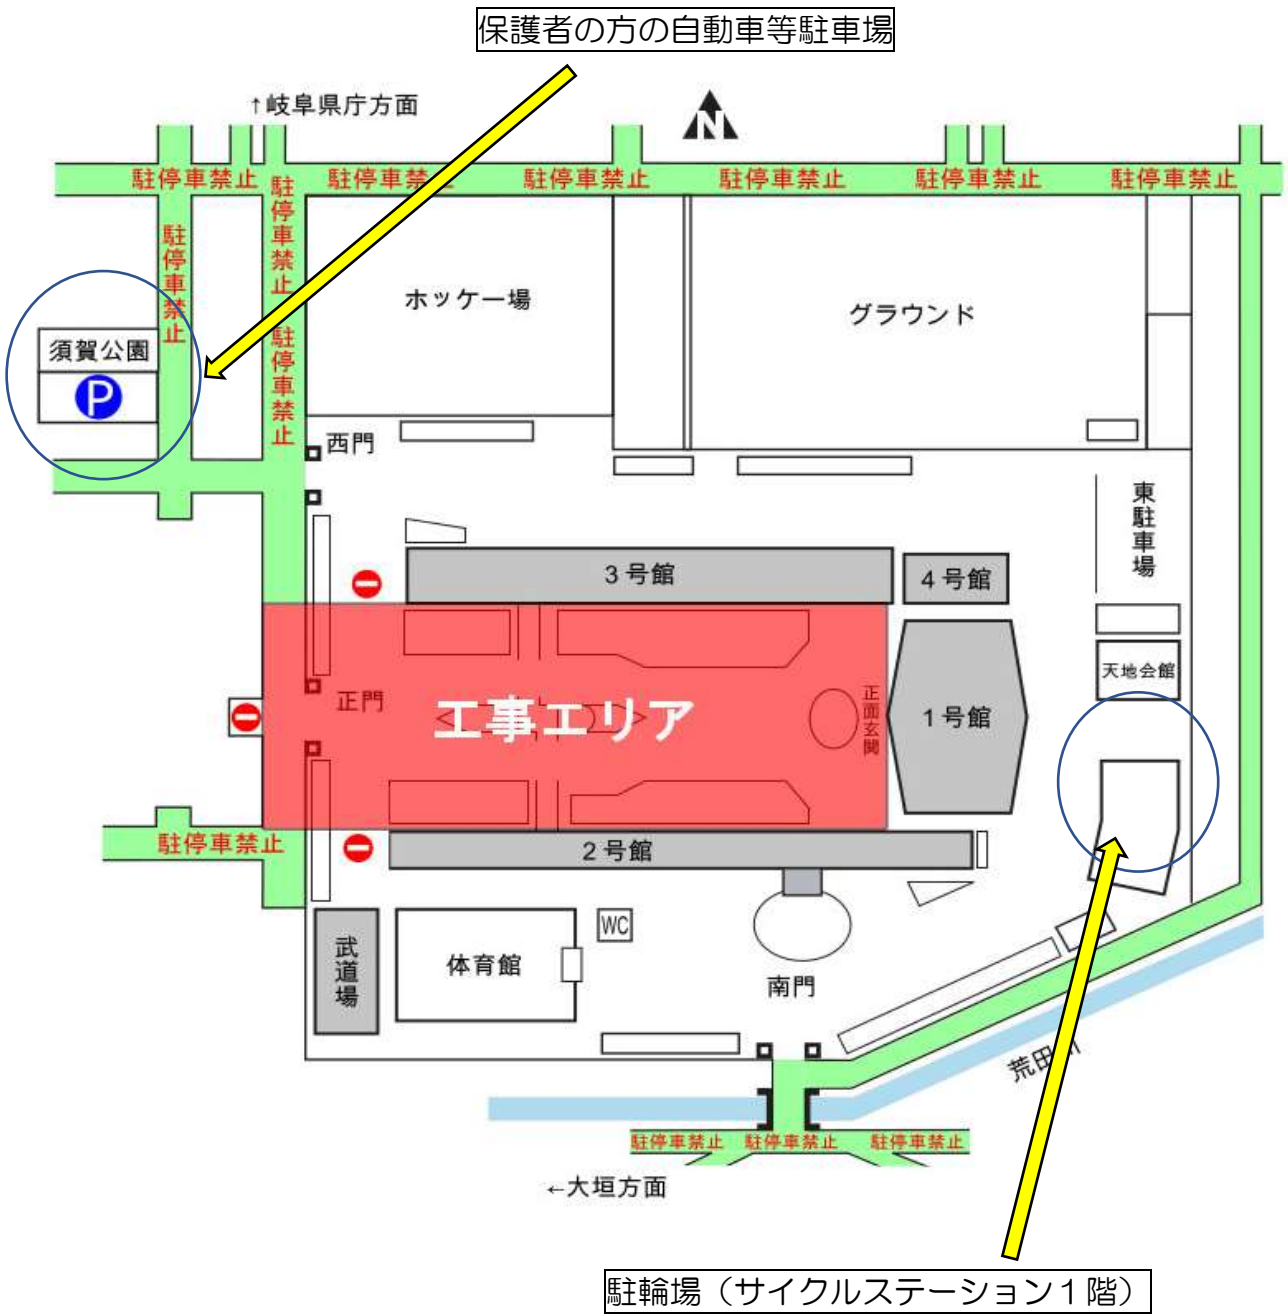 保護者の方の自動車等駐車場
↑岐阜県庁方面
N
駐停車禁止
駐停車禁止
駐停車禁止
駐停車禁止
駐停車禁止
駐停車禁止
駐停車禁止
駐停車禁止
駐停車禁止
ホッケー場
グラウンド
須賀公園
P
西門
東駐車場
3号館
4号館
天地会館
正門
工事エリア
正面玄関
1号館
駐停車禁止
2号館
武道場
体育館
WC
南門
荒田川
駐停車禁止
駐停車禁止
駐停車禁止
←大垣方面
駐輪場（サイクルステーション1階）